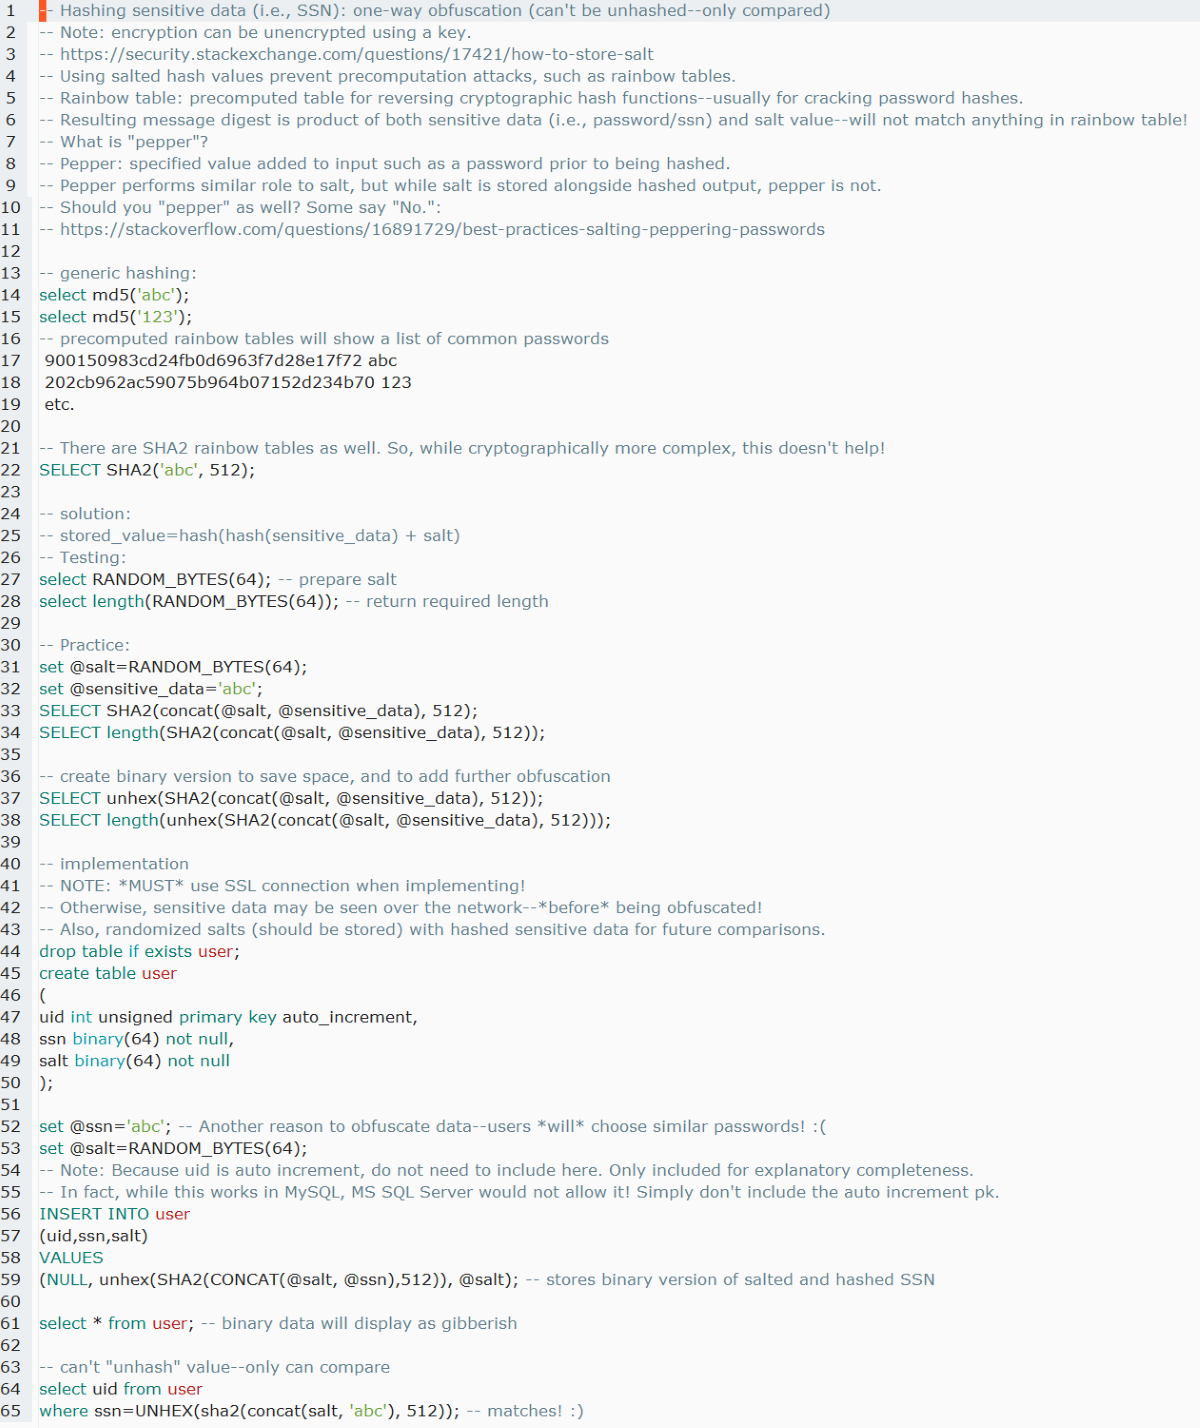 1 -- Hashing sensitive data (i.e., SSN): one-way obfuscation (can't be unhashed--only compared)
2 -- Note: encryption can be unencrypted using a key.
3 -- https://security.stackexchange.com/questions/17421/how-to-store-salt
4 -- Using salted hash values prevent precomputation attacks, such as rainbow tables.
5 -- Rainbow table: precomputed table for reversing cryptographic hash functions--usually for cracking password hashes.
6 -- Resulting message digest is product of both sensitive data (i.e., password/ssn) and salt value--will not match anything in rainbow table!
7 -- What is "pepper"?
8 -- Pepper: specified value added to input such as a password prior to being hashed.
9 -- Pepper performs similar role to salt, but while salt is stored alongside hashed output, pepper is not.
10 -- Should you "pepper" as well? Some say "No.":
11 -- https://stackoverflow.com/questions/16891729/best-practices-salting-peppering-passwords
12
13 -- generic hashing:
14 select md5('abc');
15 select md5('123');
16 -- precomputed rainbow tables will show a list of common passwords
17 900150983cd24fb0d6963f7d28e17f72 abc
18 202cb962ac59075b964b07152d234b70 123
19 etc.
20
21 -- There are SHA2 rainbow tables as well. So, while cryptographically more complex, this doesn't help!
22 SELECT SHA2('abc', 512);
23
24 -- solution:
25 -- stored_value=hash(hash(sensitive_data) + salt)
26 -- Testing:
27 select RANDOM_BYTES(64); -- prepare salt
28 select length(RANDOM_BYTES(64)); -- return required length
29
30 -- Practice:
31 set @salt=RANDOM_BYTES(64);
32 set @sensitive_data='abc';
33 SELECT SHA2(concat(@salt, @sensitive_data), 512);
34 SELECT length(SHA2(concat(@salt, @sensitive_data), 512));
35
36 -- create binary version to save space, and to add further obfuscation
37 SELECT unhex(SHA2(concat(@salt, @sensitive_data), 512));
38 SELECT length(unhex(SHA2(concat(@salt, @sensitive_data), 512)));
39
40 -- implementation
41 -- NOTE: *MUST* use SSL connection when implementing!
42 -- Otherwise, sensitive data may be seen over the network--*before* being obfuscated!
43 -- Also, randomized salts (should be stored) with hashed sensitive data for future comparisons.
44 drop table if exists user;
45 create table user
46 (
47 uid int unsigned primary key auto_increment,
48 ssn binary(64) not null,
49 salt binary(64) not null
50 );
51
52 set @ssn='abc'; -- Another reason to obfuscate data--users *will* choose similar passwords! :(
53 set @salt=RANDOM_BYTES(64);
54 -- Note: Because uid is auto increment, do not need to include here. Only included for explanatory completeness.
55 -- In fact, while this works in MySQL, MS SQL Server would not allow it! Simply don't include the auto increment pk.
56 INSERT INTO user
57 (uid,ssn,salt)
58 VALUES
59 (NULL, unhex(SHA2(CONCAT(@salt, @ssn),512)), @salt); -- stores binary version of salted and hashed SSN
60
61 select * from user; -- binary data will display as gibberish
62
63 -- can't "unhash" value--only can compare
64 select uid from user
65 where ssn=UNHEX(sha2(concat(salt, 'abc'), 512)); -- matches! :)